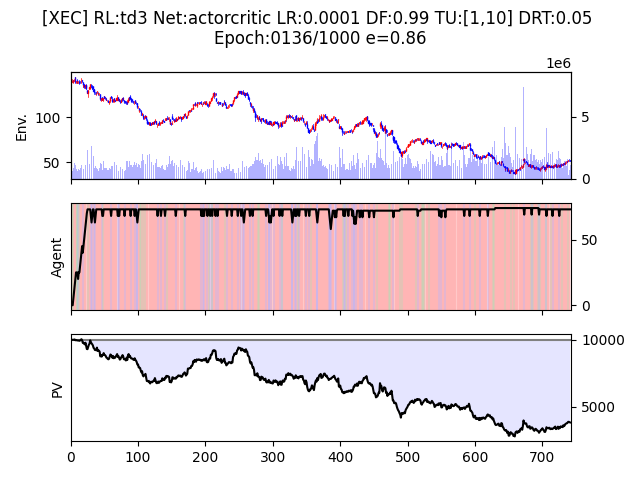 [XEC] RL:td3 Net:actorcritic LR:0.0001 DF:0.99 TU:[1,10] DRT:0.05
Epoch:0136/1000 e=0.86
1e6
Env.
100
50
5
0
Agent
50
0
PV
10000
5000
0 100 200 300 400 500 600 700